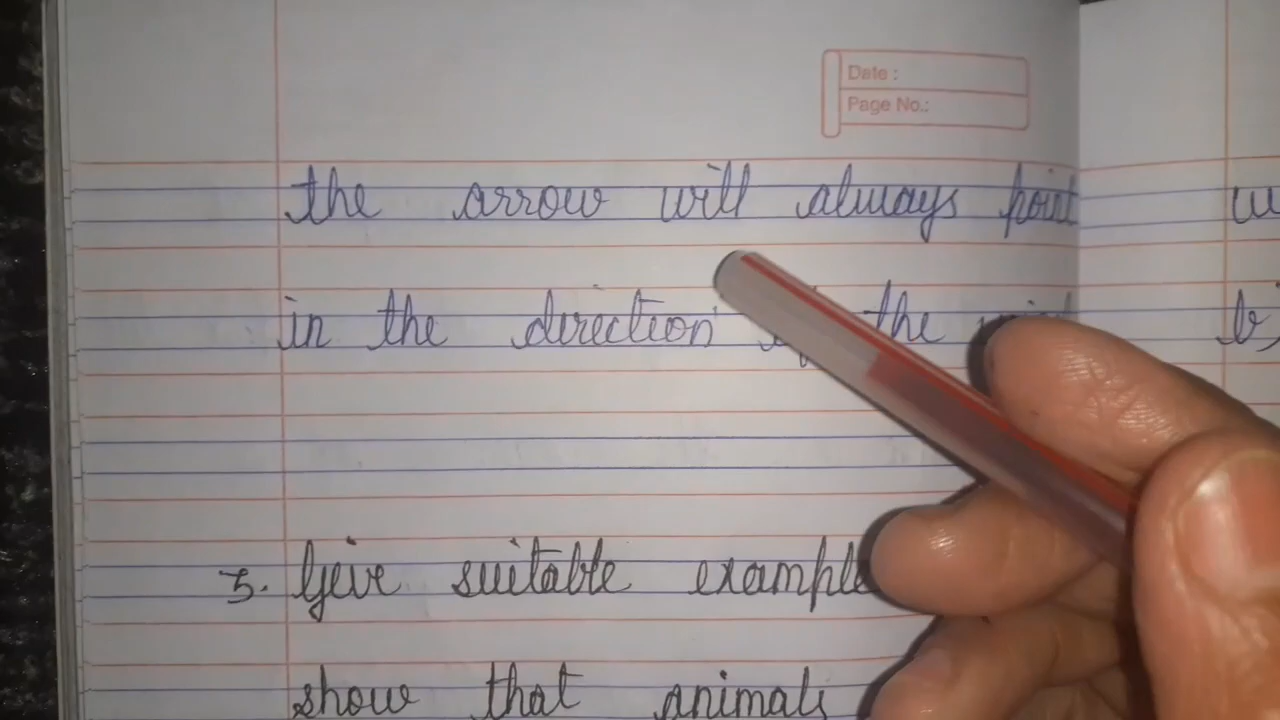 Date :
Page No.:
the arrow will always point
in the direction of the
5. Give suitable example
show that animals